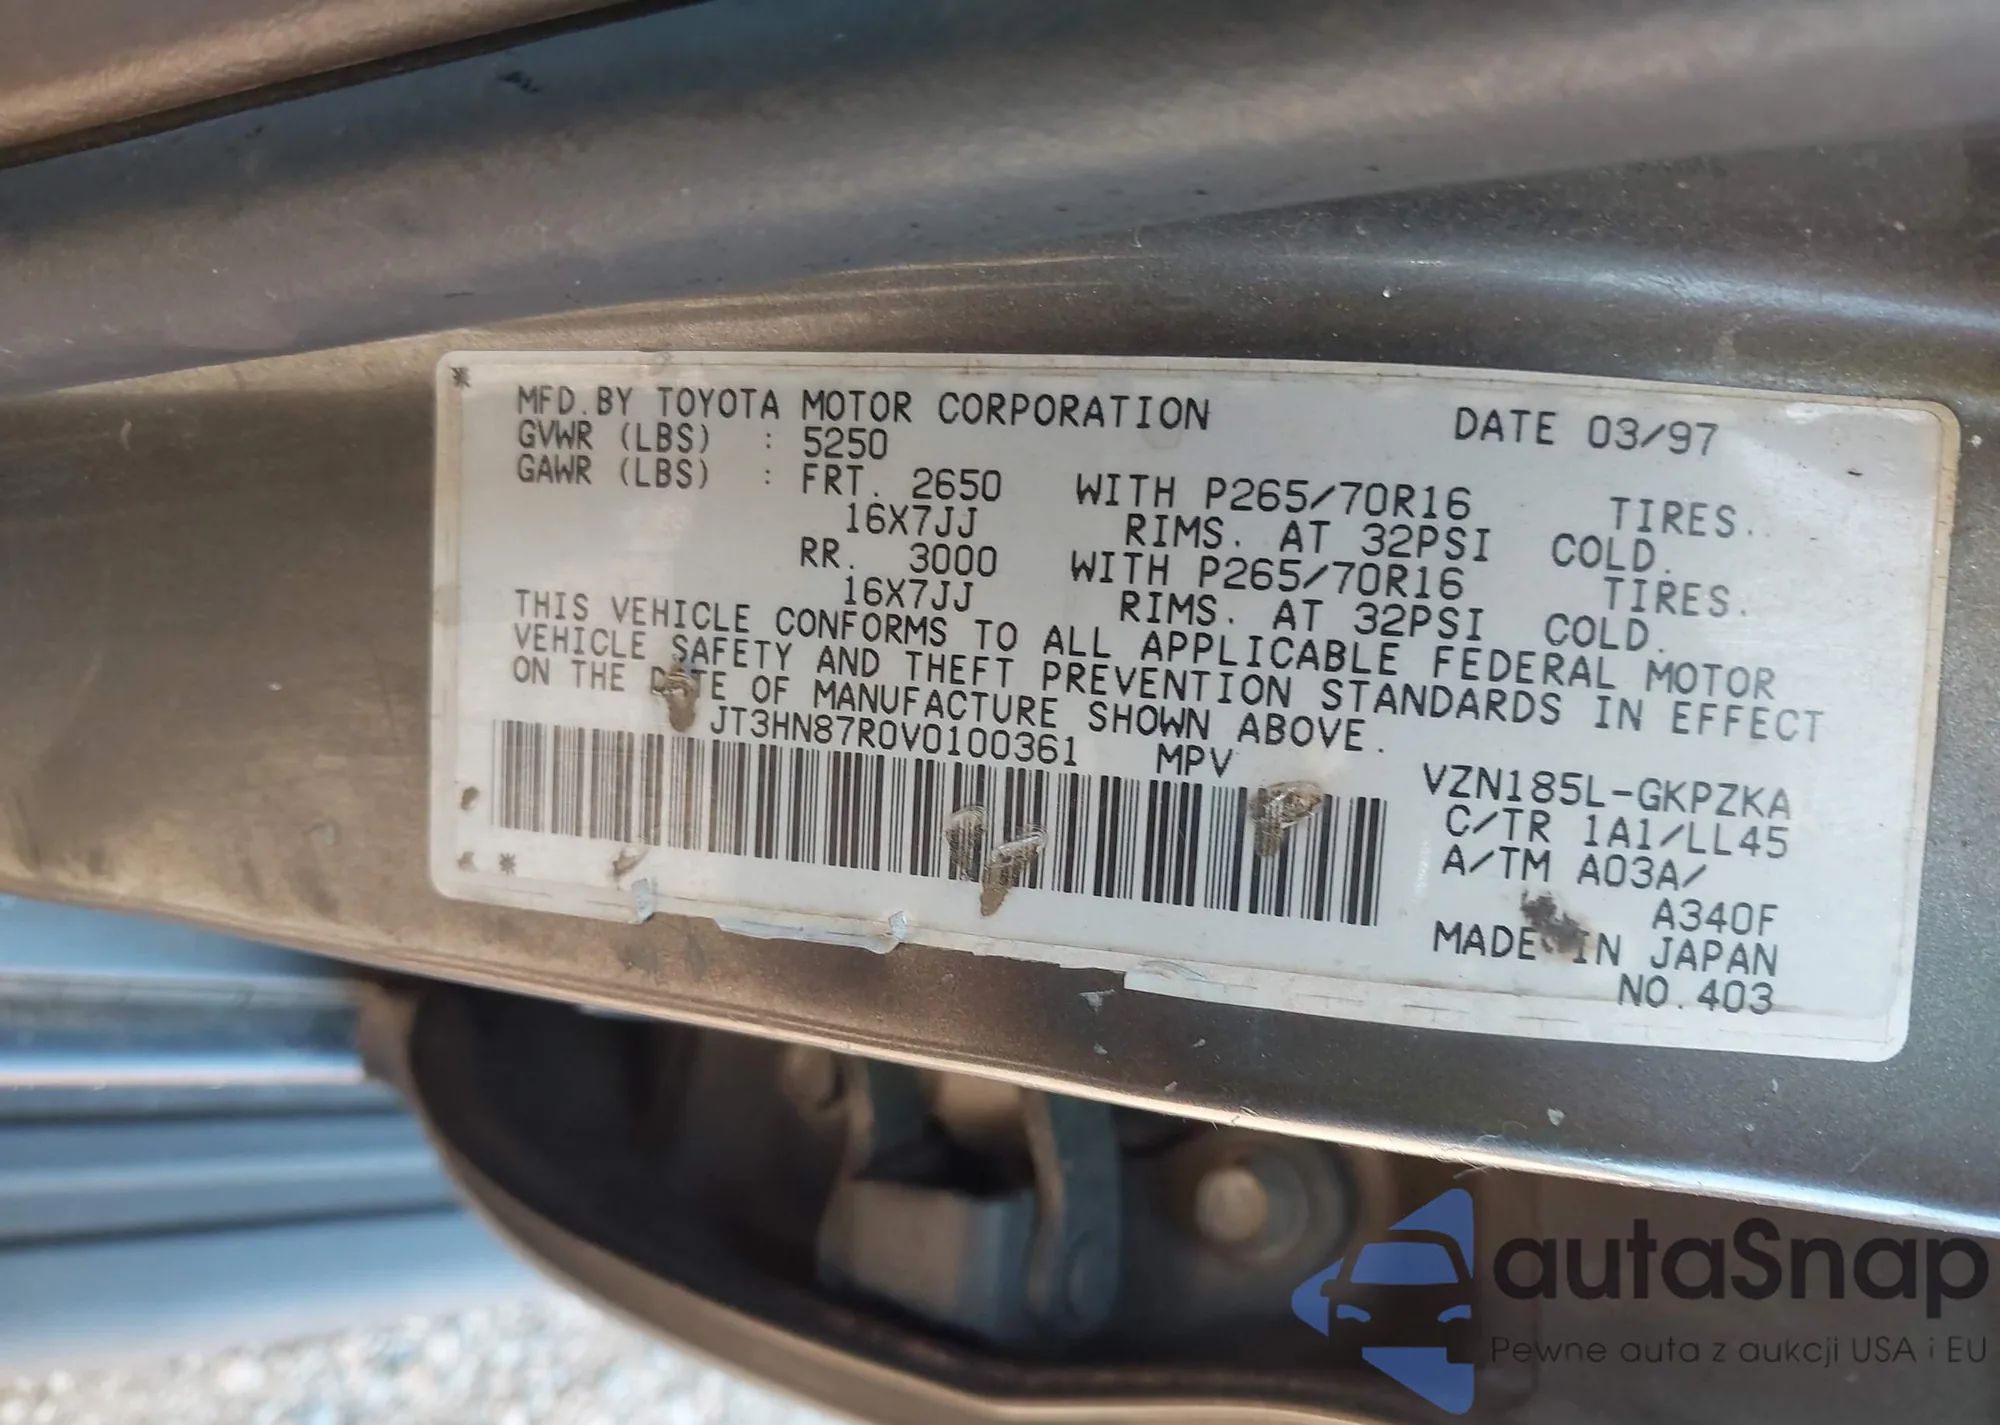 MFD.BY TOYOTA MOTOR CORPORATION DATE 03/97
GVWR (LBS) : 5250
GAWR (LBS) : FRT. 2650 WITH P265/70R16 TIRES.
16X7JJ RIMS. AT 32PSI COLD.
RR. 3000 WITH P265/70R16 TIRES.
16X7JJ RIMS. AT 32PSI COLD.
THIS VEHICLE CONFORMS TO ALL APPLICABLE FEDERAL MOTOR
VEHICLE SAFETY AND THEFT PREVENTION STANDARDS IN EFFECT
ON THE DATE OF MANUFACTURE SHOWN ABOVE.
JT3HN87R0V0100361 MPV
VZN185L-GKPZKA
C/TR 1A1/LL45
A/TM A03A/
A340F
MADE IN JAPAN
NO.403
autaSnap
Pewne auta z aukcji USA i EU